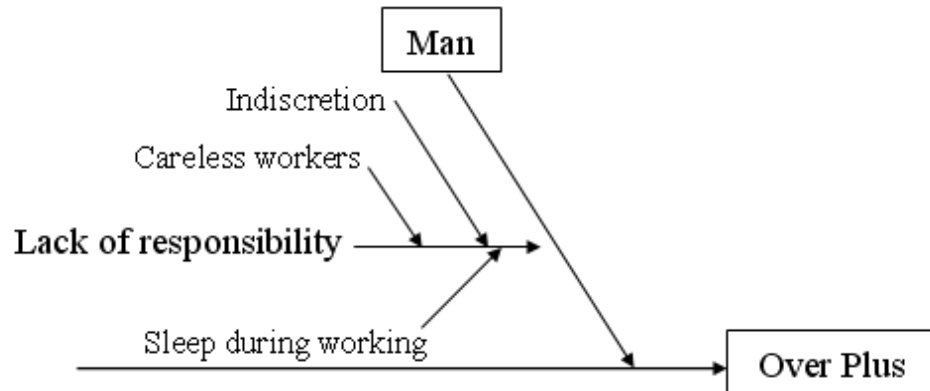 Man
Indiscretion
Careless workers
Lack of responsibility
Sleep during working
Over Plus